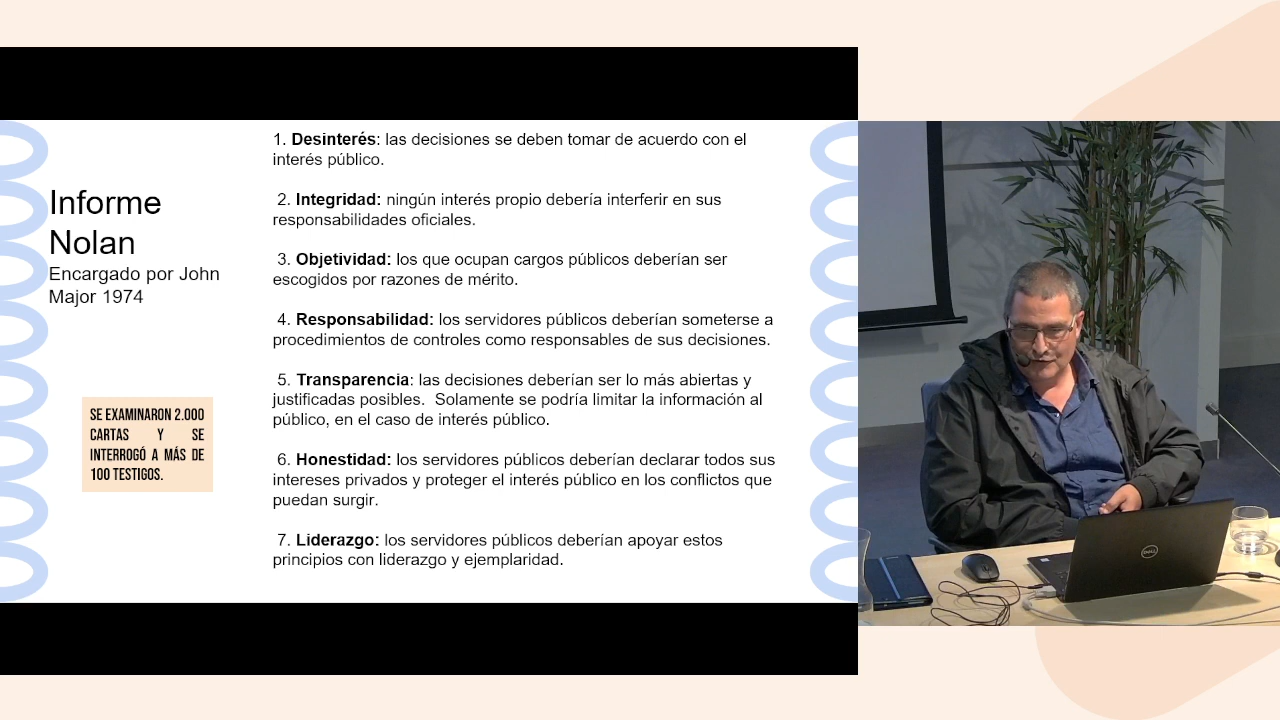 Informe
Nolan
Encargado por John
Major 1974
SE EXAMINARON 2.000
CARTAS Y SE
INTERROGÓ A MÁS DE
100 TESTIGOS.
1. Desinterés: las decisiones se deben tomar de acuerdo con el
interés público.
2. Integridad: ningún interés propio debería interferir en sus
responsabilidades oficiales.
3. Objetividad: los que ocupan cargos públicos deberían ser
escogidos por razones de mérito.
4. Responsabilidad: los servidores públicos deberían someterse a
procedimientos de controles como responsables de sus decisiones.
5. Transparencia: las decisiones deberían ser lo más abiertas y
justificadas posibles.  Solamente se podría limitar la información al
público, en el caso de interés público.
6. Honestidad: los servidores públicos deberían declarar todos sus
intereses privados y proteger el interés público en los conflictos que
puedan surgir.
7. Liderazgo: los servidores públicos deberían apoyar estos
principios con liderazgo y ejemplaridad.
DELL